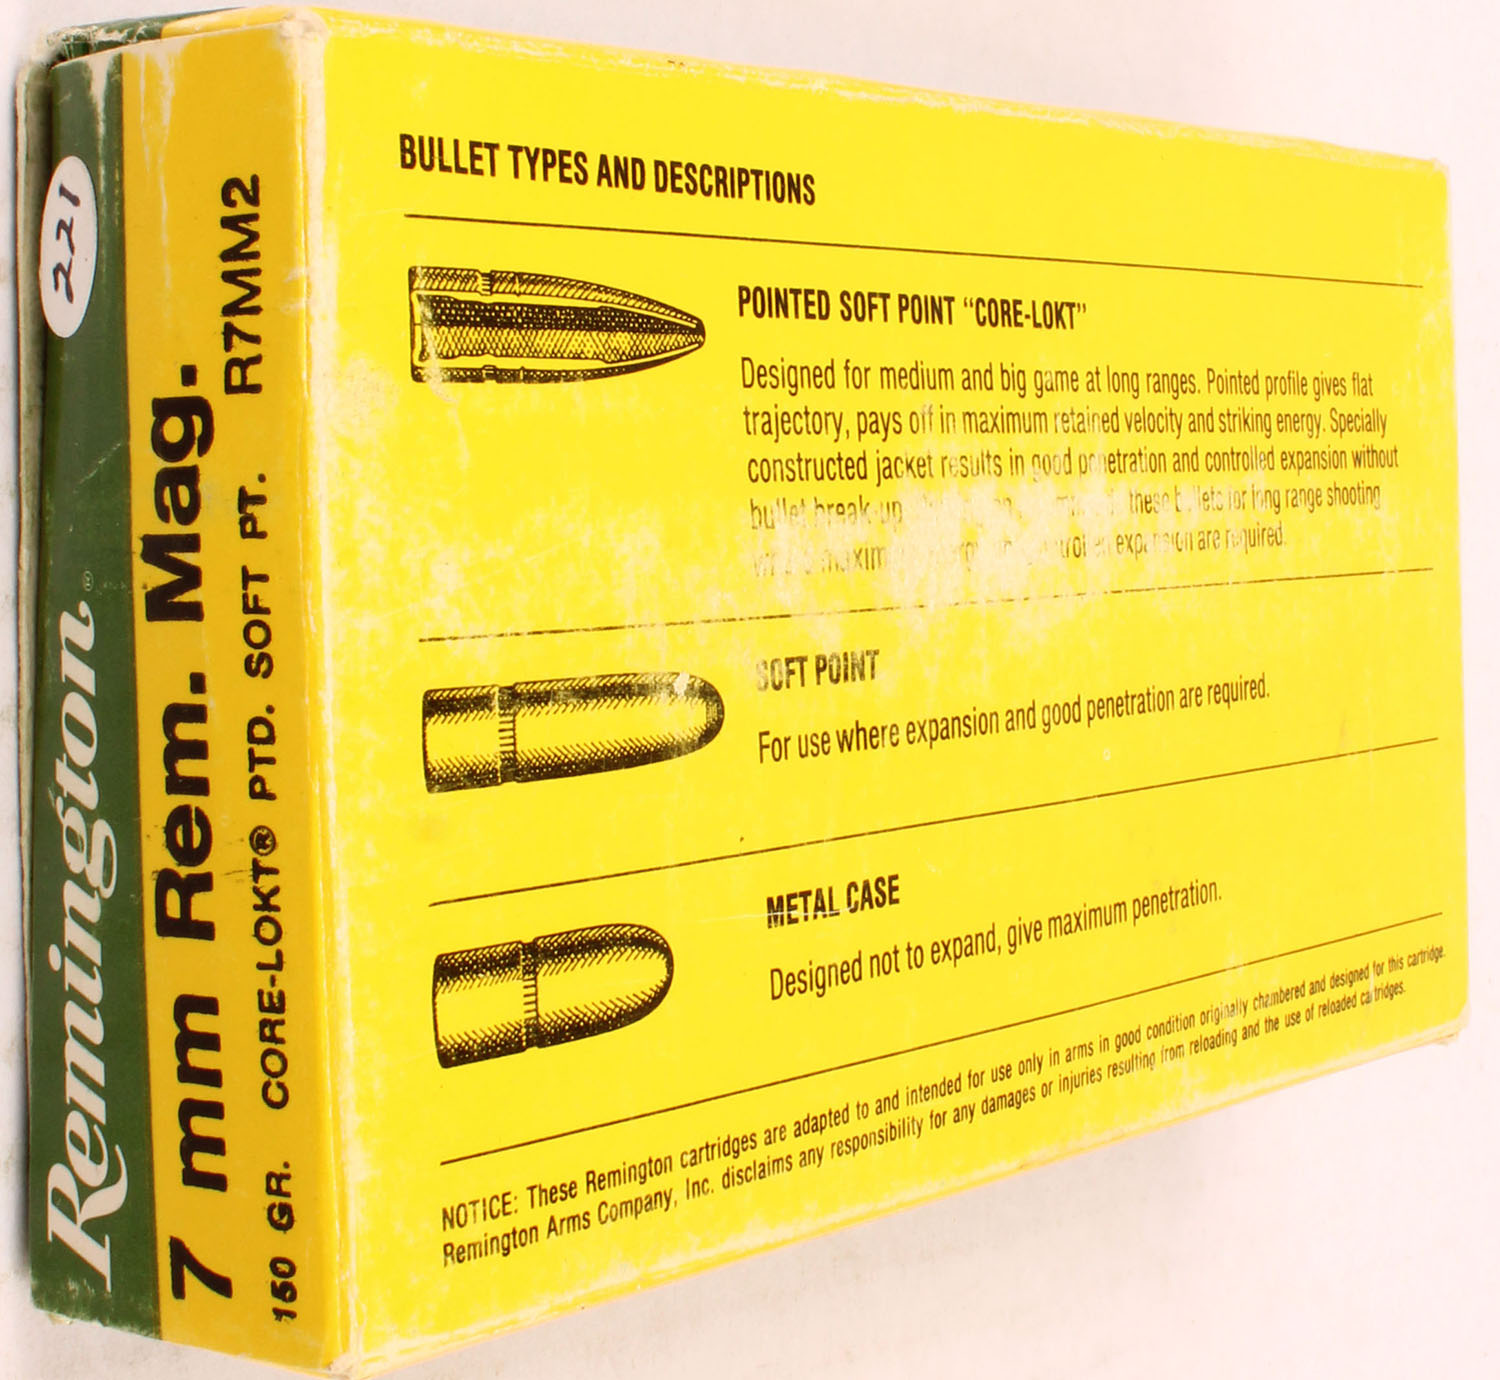 221
Remington®
7 mm Rem. Mag.
150 GR. CORE-LOKT® PTD. SOFT PT. R7MM2
BULLET TYPES AND DESCRIPTIONS
POINTED SOFT POINT “CORE-LOKT”
Designed for medium and big game at long ranges. Pointed profile gives flat
trajectory, pays off in maximum retained velocity and striking energy. Specially
constructed jacket results in good penetration and controlled expansion without
bullet break-up these bullets for long range shooting
expansion are required.
SOFT POINT
For use where expansion and good penetration are required.
METAL CASE
Designed not to expand, give maximum penetration.
NOTICE: These Remington cartridges are adapted to and intended for use only in arms in good condition originally chambered and designed for this cartridge.
Remington Arms Company, Inc. disclaims any responsibility for any damages or injuries resulting from reloading and the use of reloaded cartridges.